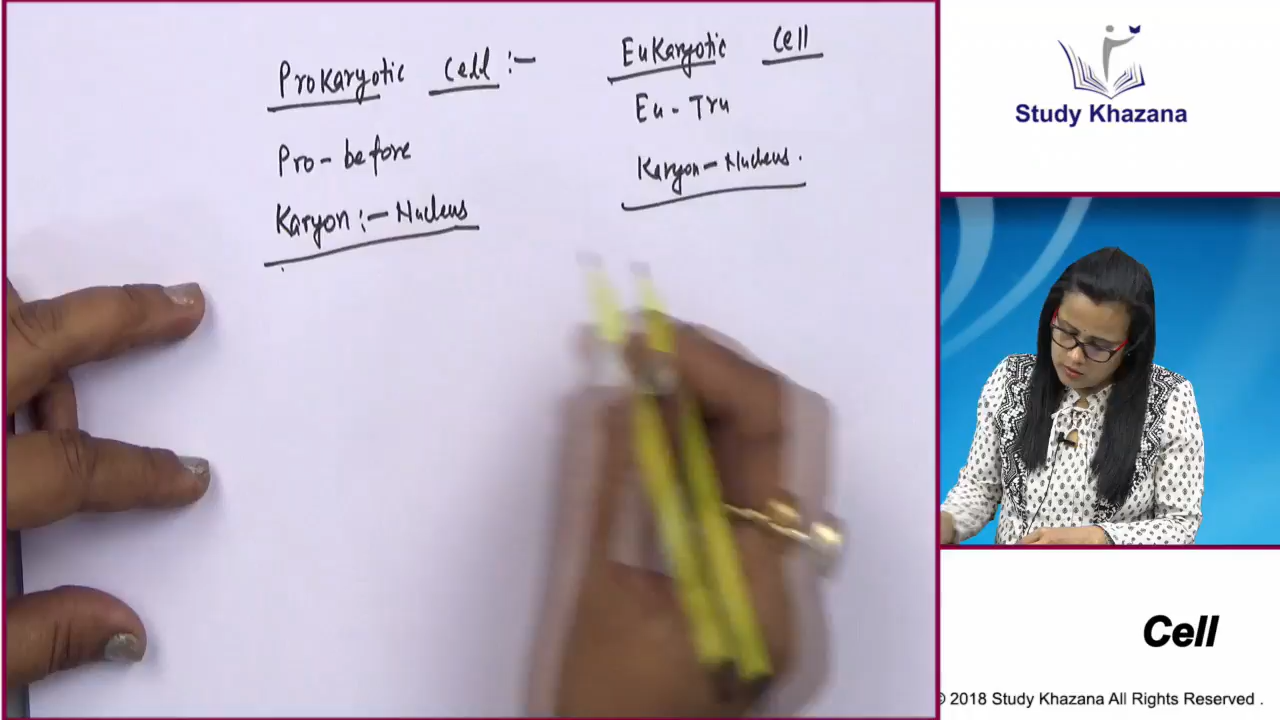 Prokaryotic Cell :-
Pro - before
Karyon :- Nucleus
Eukaryotic Cell
Eu - Tru
Karyon - Nucleus.
Study Khazana
Cell
© 2018 Study Khazana All Rights Reserved .